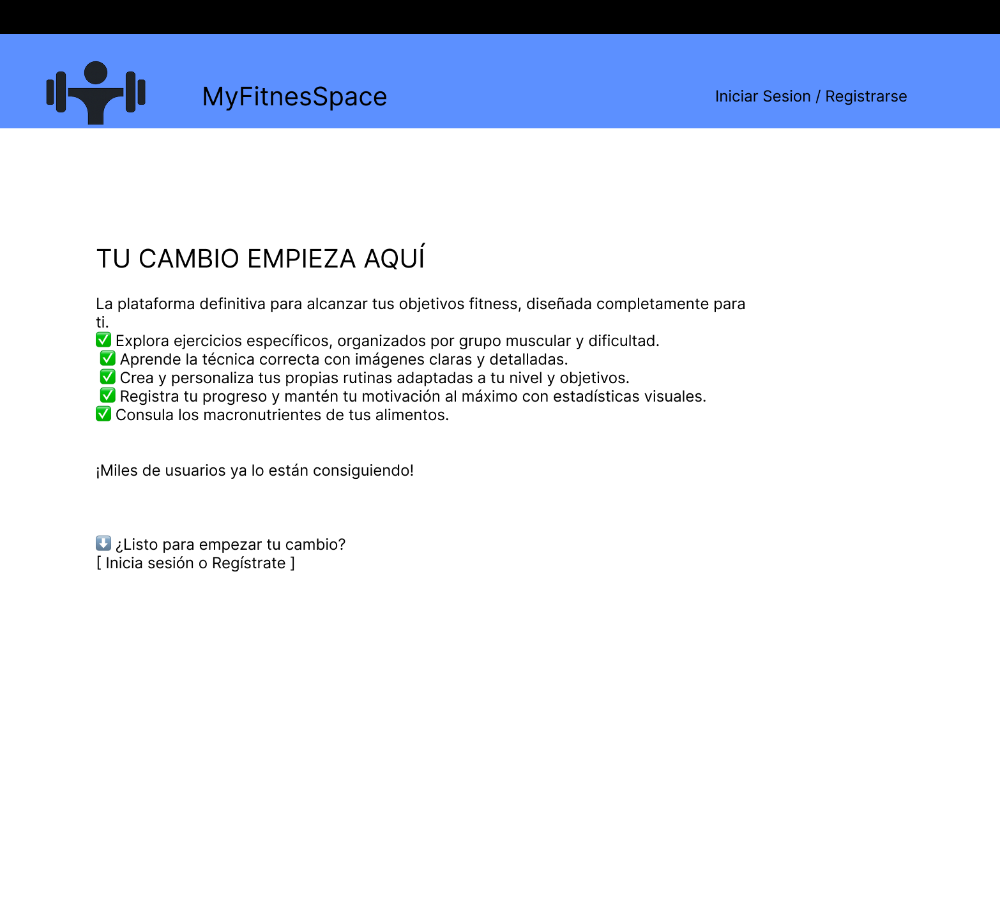 MyFitnesSpace
Iniciar Sesion / Registrarse
TU CAMBIO EMPIEZA AQUÍ
La plataforma definitiva para alcanzar tus objetivos fitness, diseñada completamente para
ti.
✅ Explora ejercicios específicos, organizados por grupo muscular y dificultad.
✅ Aprende la técnica correcta con imágenes claras y detalladas.
✅ Crea y personaliza tus propias rutinas adaptadas a tu nivel y objetivos.
✅ Registra tu progreso y mantén tu motivación al máximo con estadísticas visuales.
✅ Consula los macronutrientes de tus alimentos.
¡Miles de usuarios ya lo están consiguiendo!
⬇️ ¿Listo para empezar tu cambio?
[ Inicia sesión o Regístrate ]